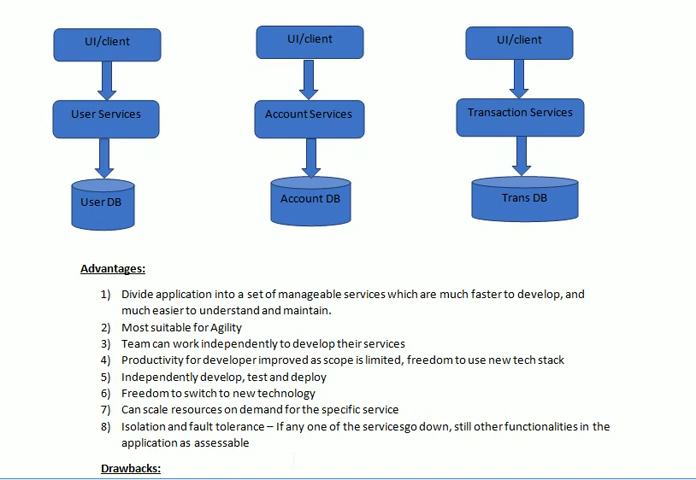 UI/client
UI/client
UI/client
User Services
Account Services
Transaction Services
User DB
Account DB
Trans DB
Advantages:
1) Divide application into a set of manageable services which are much faster to develop, and
much easier to understand and maintain.
2) Most suitable for Agility
3) Team can work independently to develop their services
4) Productivity for developer improved as scope is limited, freedom to use new tech stack
5) Independently develop, test and deploy
6) Freedom to switch to new technology
7) Can scale resources on demand for the specific service
8) Isolation and fault tolerance – If any one of the servicesgo down, still other functionalities in the
application as assessable
Drawbacks: